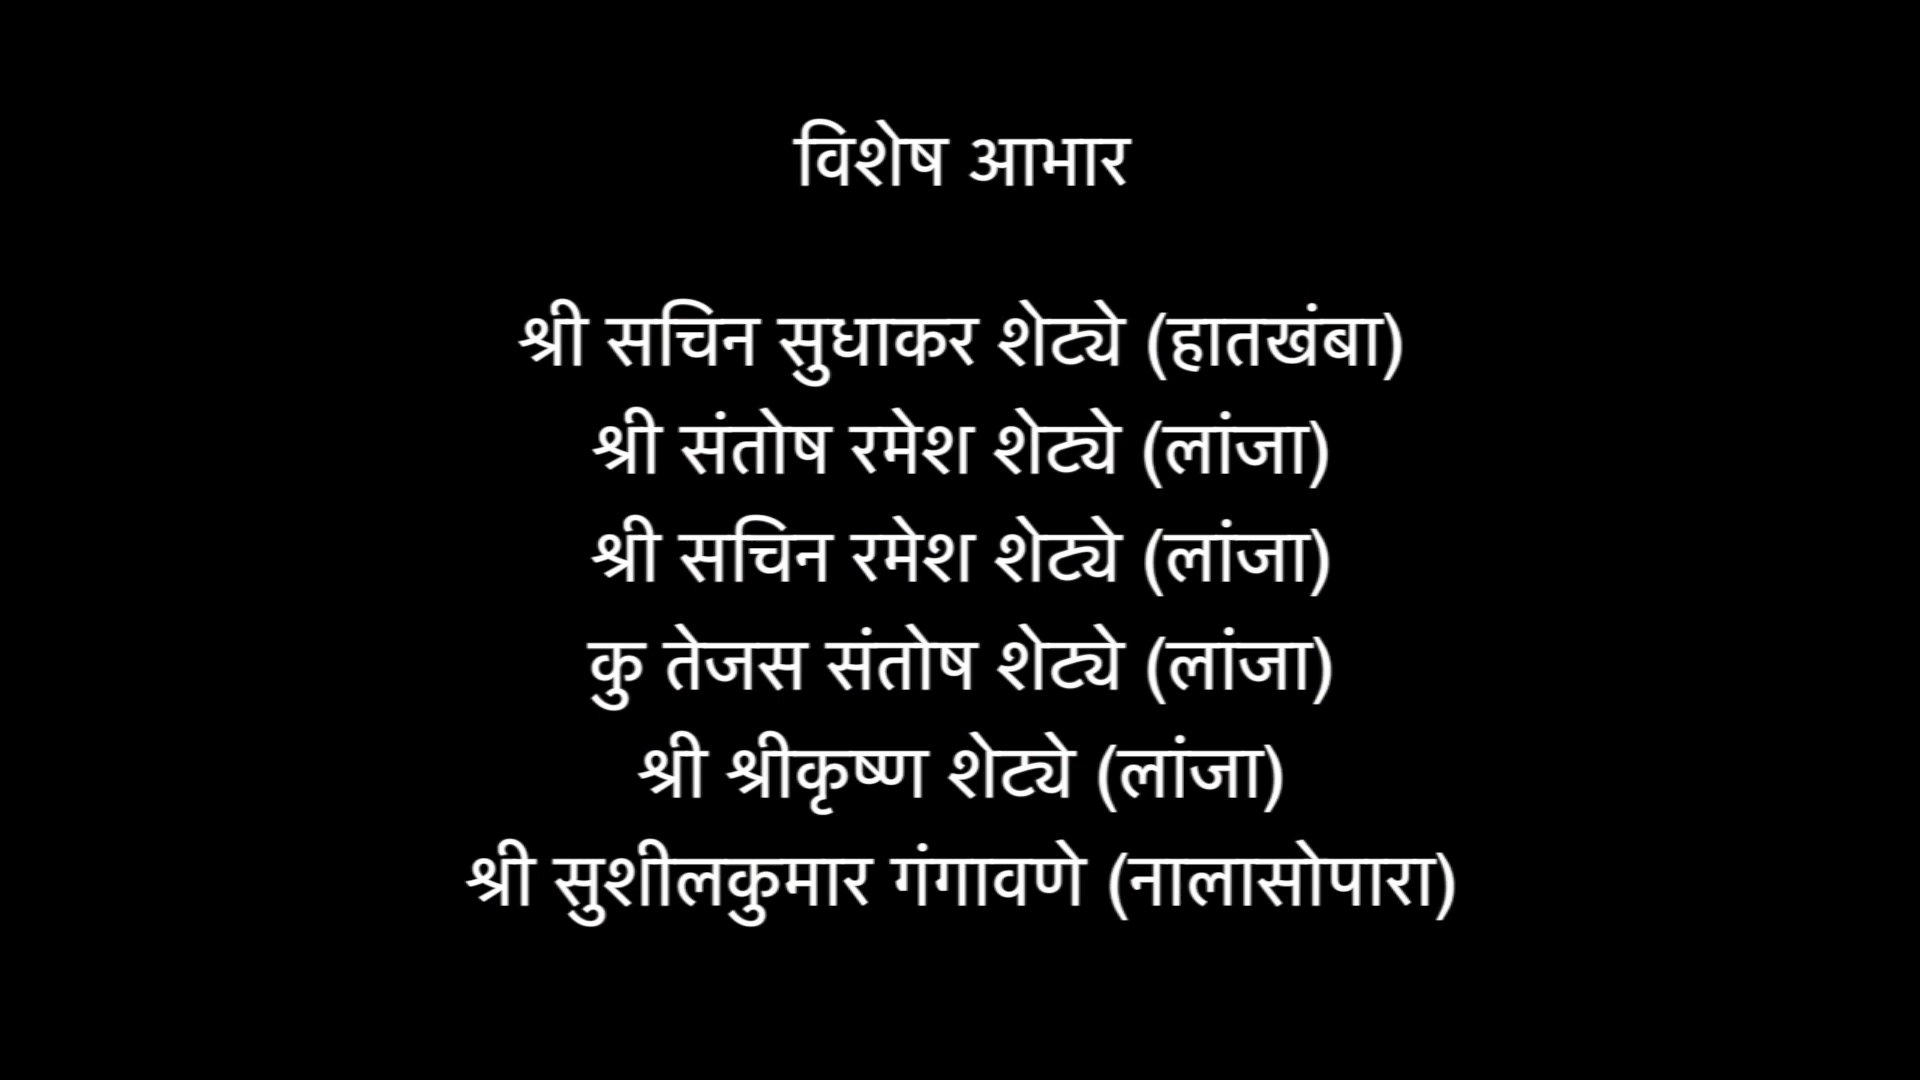 विशेष आभार
श्री सचिन सुधाकर शेट्ये (हातखंबा)
श्री संतोष रमेश शेट्ये (लांजा)
श्री सचिन रमेश शेट्ये (लांजा)
कु तेजस संतोष शेट्ये (लांजा)
श्री श्रीकृष्ण शेट्ये (लांजा)
श्री सुशीलकुमार गंगावणे (नालासोपारा)